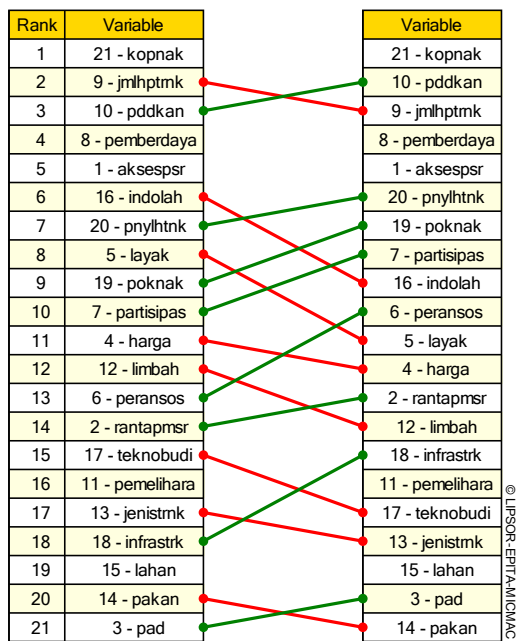 Rank Variable Variable
1 21 - kopnak 21 - kopnak
2 9 - jmlhptrnk 10 - pddkan
3 10 - pddkan 9 - jmlhptrnk
4 8 - pemberdaya 8 - pemberdaya
5 1 - aksespsr 1 - aksespsr
6 16 - indolah 20 - pnylhtnk
7 20 - pnylhtnk 19 - poknak
8 5 - layak 7 - partisipas
9 19 - poknak 16 - indolah
10 7 - partisipas 6 - peransos
11 4 - harga 5 - layak
12 12 - limbah 4 - harga
13 6 - peransos 2 - rantapmsr
14 2 - rantapmsr 12 - limbah
15 17 - teknobudi 18 - infrastrk
16 11 - pemelihara 11 - pemelihara
17 13 - jenistrnk 17 - teknobudi
18 18 - infrastrk 13 - jenistrnk
19 15 - lahan 15 - lahan
20 14 - pakan 3 - pad
21 3 - pad 14 - pakan
© LIPSOR-EPITA-MICMAC